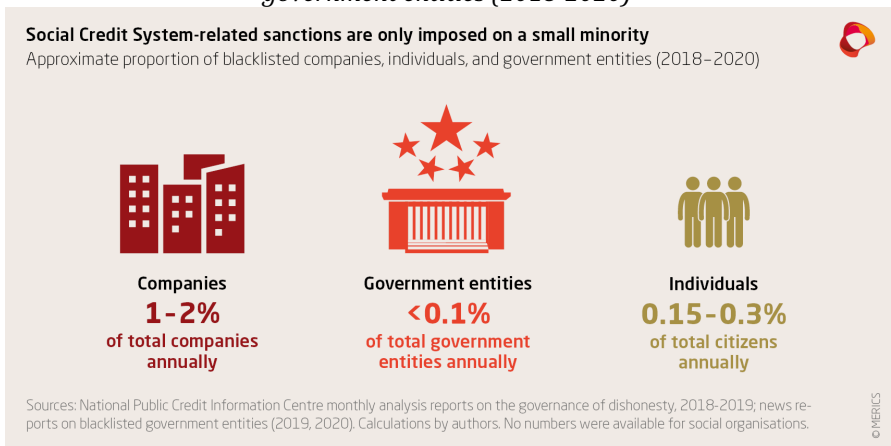 government entities (2018-2020)
Social Credit System-related sanctions are only imposed on a small minority
Approximate proportion of blacklisted companies, individuals, and government entities (2018–2020)
Companies
1–2%
of total companies
annually
Government entities
<0.1%
of total government
entities annually
Individuals
0.15–0.3%
of total citizens
annually
Sources: National Public Credit Information Centre monthly analysis reports on the governance of dishonesty, 2018-2019; news re-
ports on blacklisted government entities (2019, 2020). Calculations by authors. No numbers were available for social organisations.
© MERICS